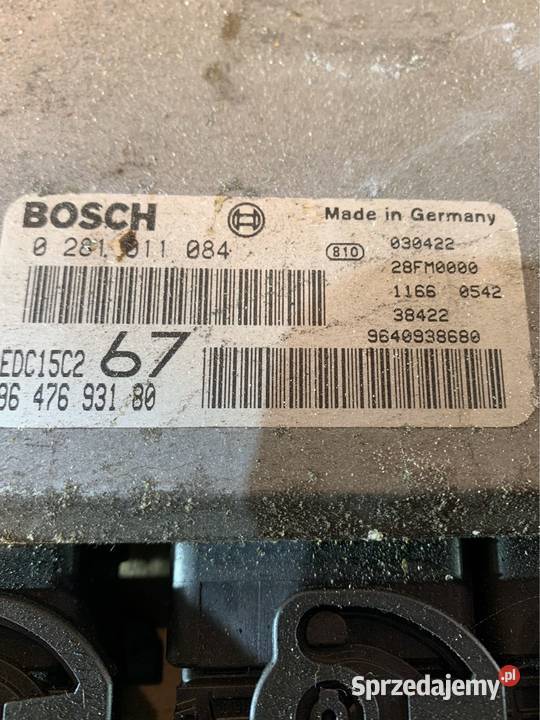 BOSCH
Made in Germany
0 281 011 084
810
030422
28FM0000
1166 0542
38422
9640938680
EDC15C2 67
96 476 931 80
Sprzedajemy.pl